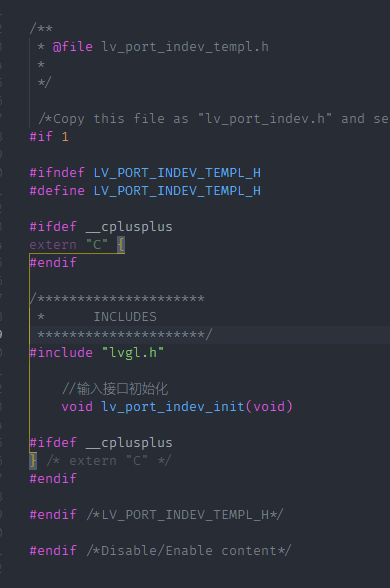 /**
* @file lv_port_indev_templ.h
*
*/
/*Copy this file as "lv_port_indev.h" and se
#if 1
#ifndef LV_PORT_INDEV_TEMPL_H
#define LV_PORT_INDEV_TEMPL_H
#ifdef __cplusplus
extern "C" {
#endif
/*********************
*      INCLUDES
*********************/
#include "lvgl.h"
//输入接口初始化
void lv_port_indev_init(void)
#ifdef __cplusplus
} /* extern "C" */
#endif
#endif /*LV_PORT_INDEV_TEMPL_H*/
#endif /*Disable/Enable content*/